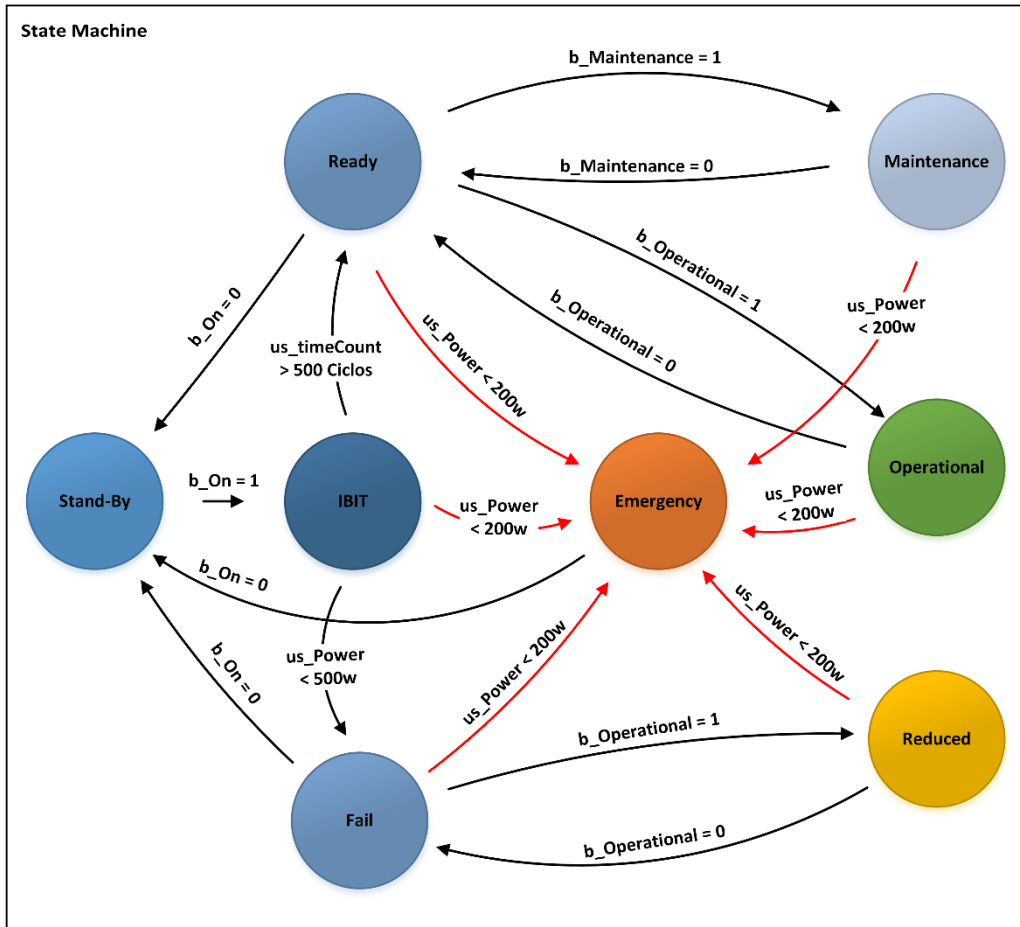 State Machine
b_Maintenance = 1
Ready
Maintenance
b_Maintenance = 0
b_Operational = 1
b_On = 0
b_Operational = 0
us_Power
< 200w
us_timeCount
> 500 Ciclos
us_Power < 200w
Operational
b_On = 1
Stand-By
IBIT
us_Power
< 200w
Emergency
us_Power
< 200w
b_On = 0
us_Power < 200w
b_On = 0
us_Power
< 500w
us_Power < 200w
b_Operational = 1
Reduced
Fail
b_Operational = 0